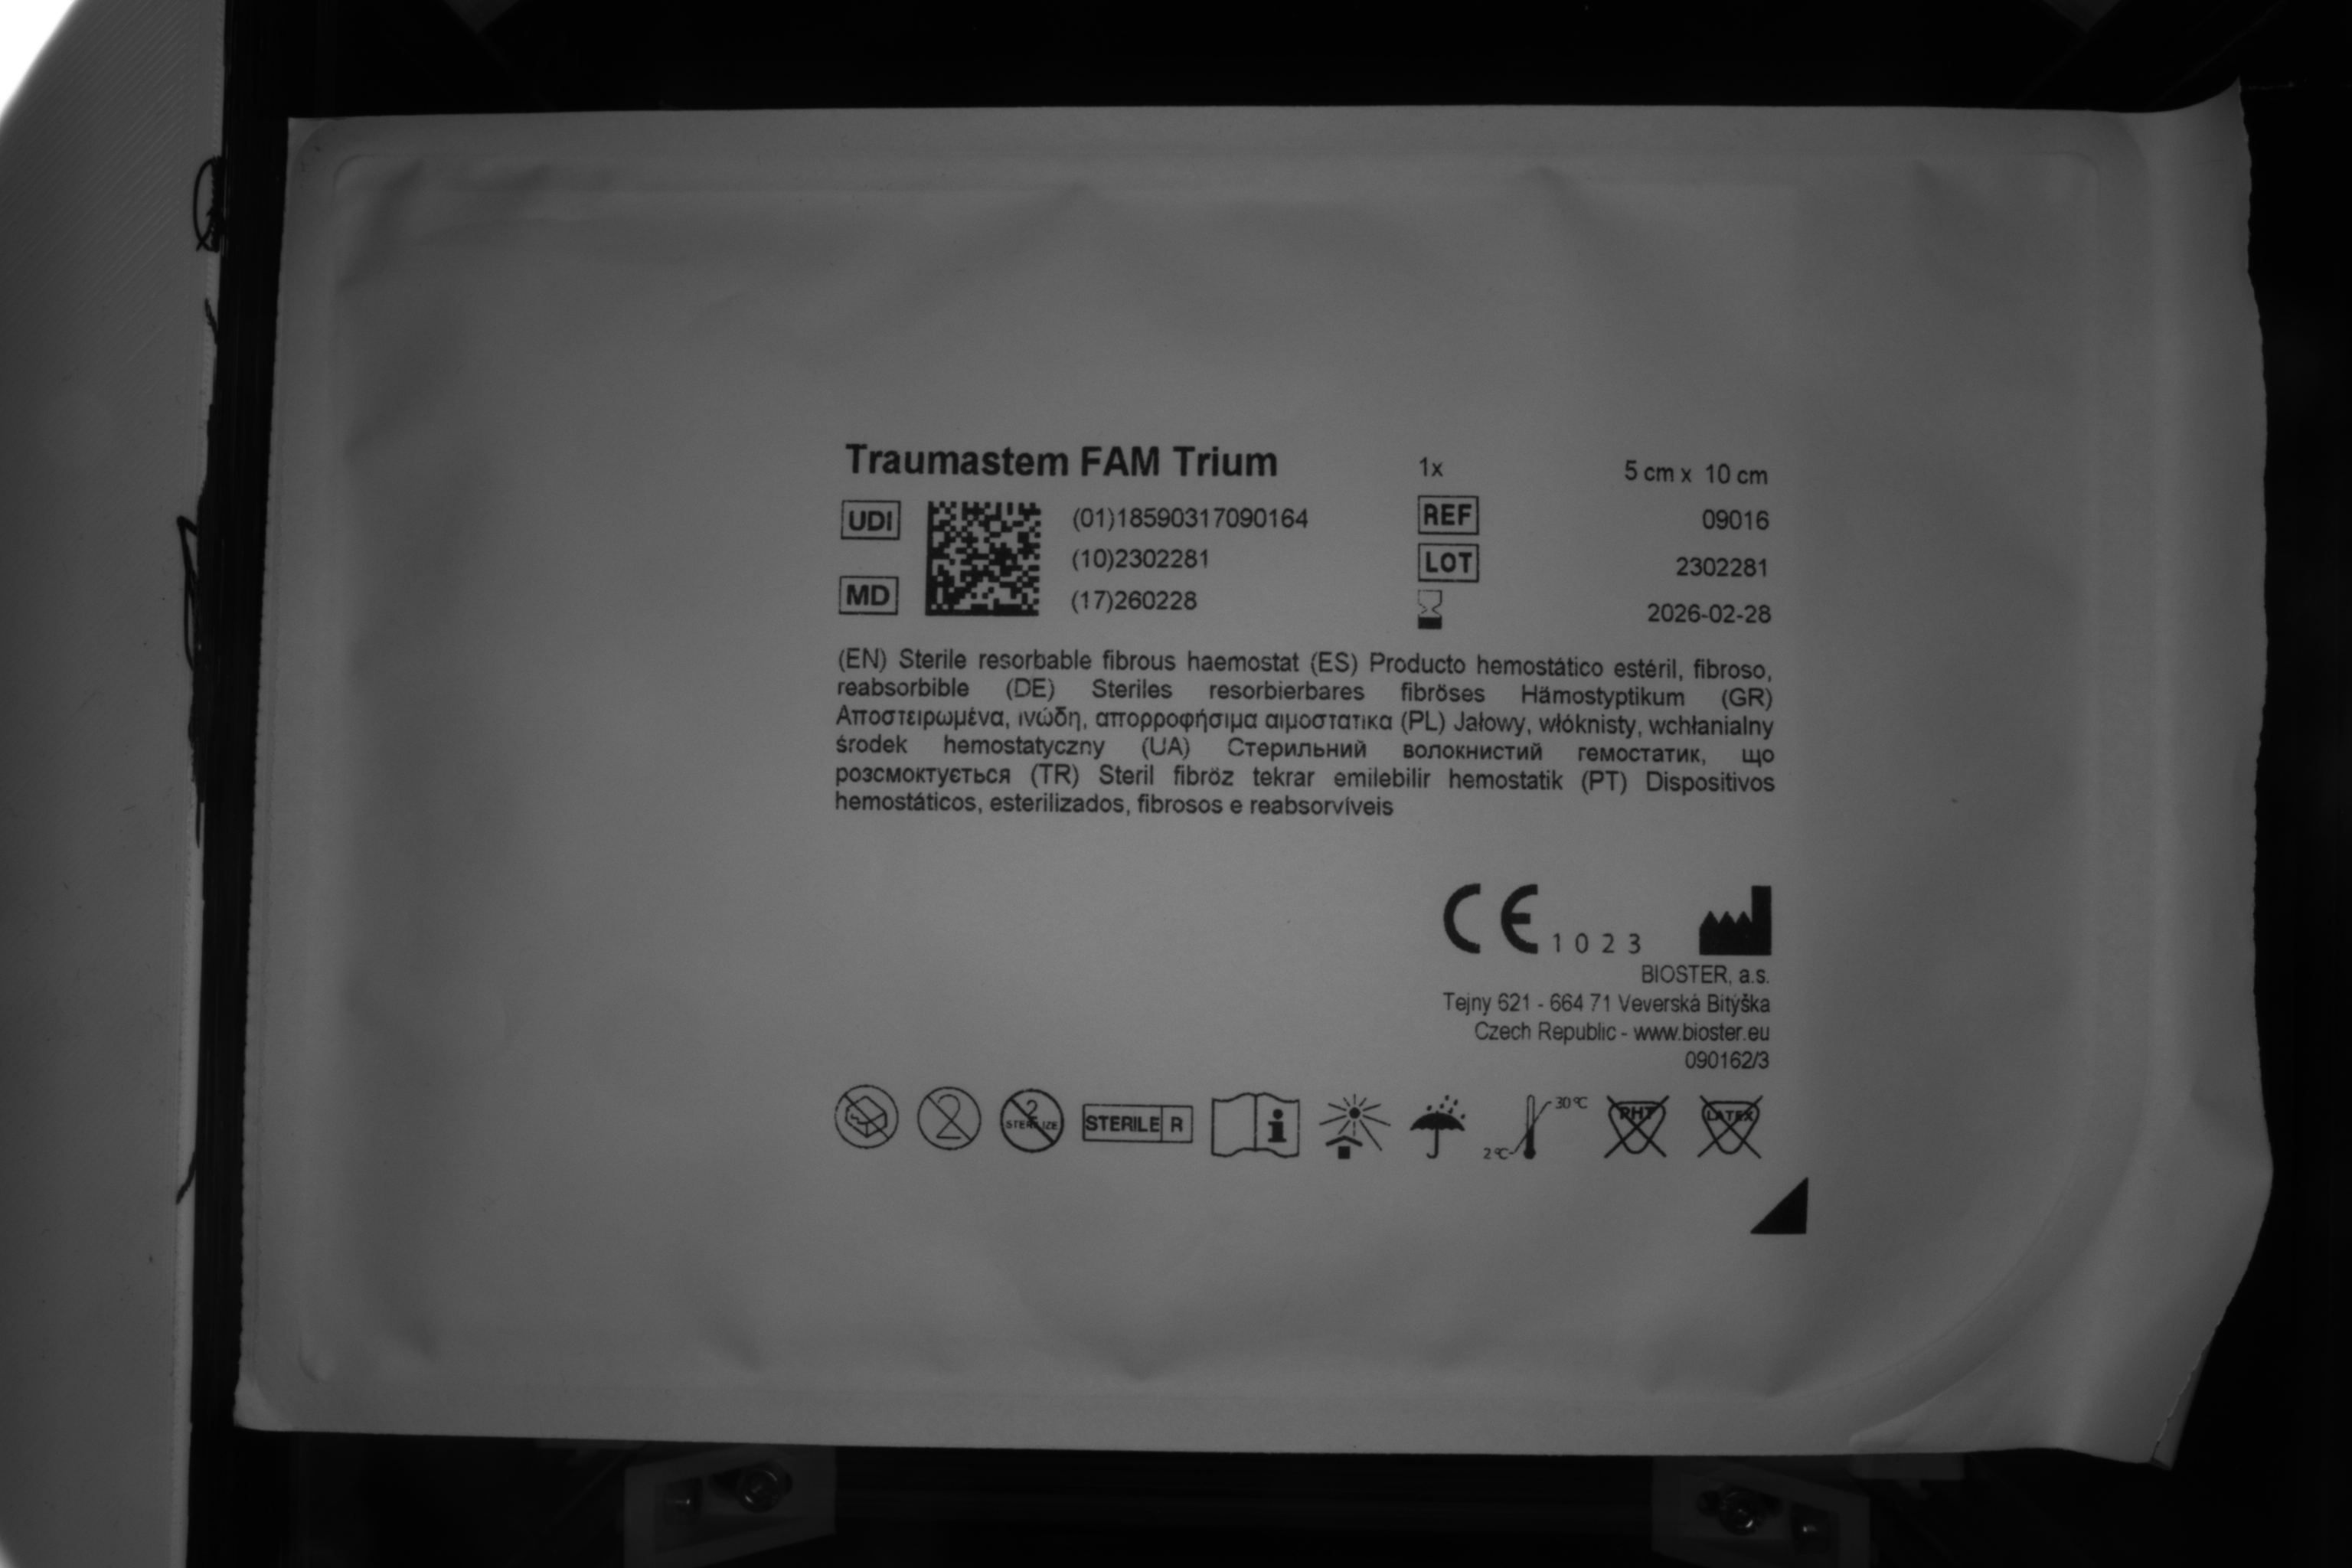 Traumastem FAM Trium 1x 5 cm x 10 cm
UDI (01)18590317090164 REF 09016
(10)2302281 LOT 2302281
MD (17)260228 2026-02-28
(EN) Sterile resorbable fibrous haemostat (ES) Producto hemostático estéril, fibroso,
reabsorbible (DE) Steriles resorbierbares fibröses Hämostyptikum (GR)
Αποστειρωμένα, ινώδη, απορροφήσιμα αιμοστατικα (PL) Jałowy, włóknisty, wchłanialny
środek hemostatyczny (UA) Стерильний волокнистий гемостатик, що
розсмоктується (TR) Steril fibröz tekrar emilebilir hemostatik (PT) Dispositivos
hemostáticos, esterilizados, fibrosos e reabsorvíveis
CE 1023
BIOSTER, a.s.
Tejny 621 - 664 71 Veverská Bitýška
Czech Republic - www.bioster.eu
090162/3
2 2 STERILIZE STERILE R i 2 °C 30 °C PHT LATEX